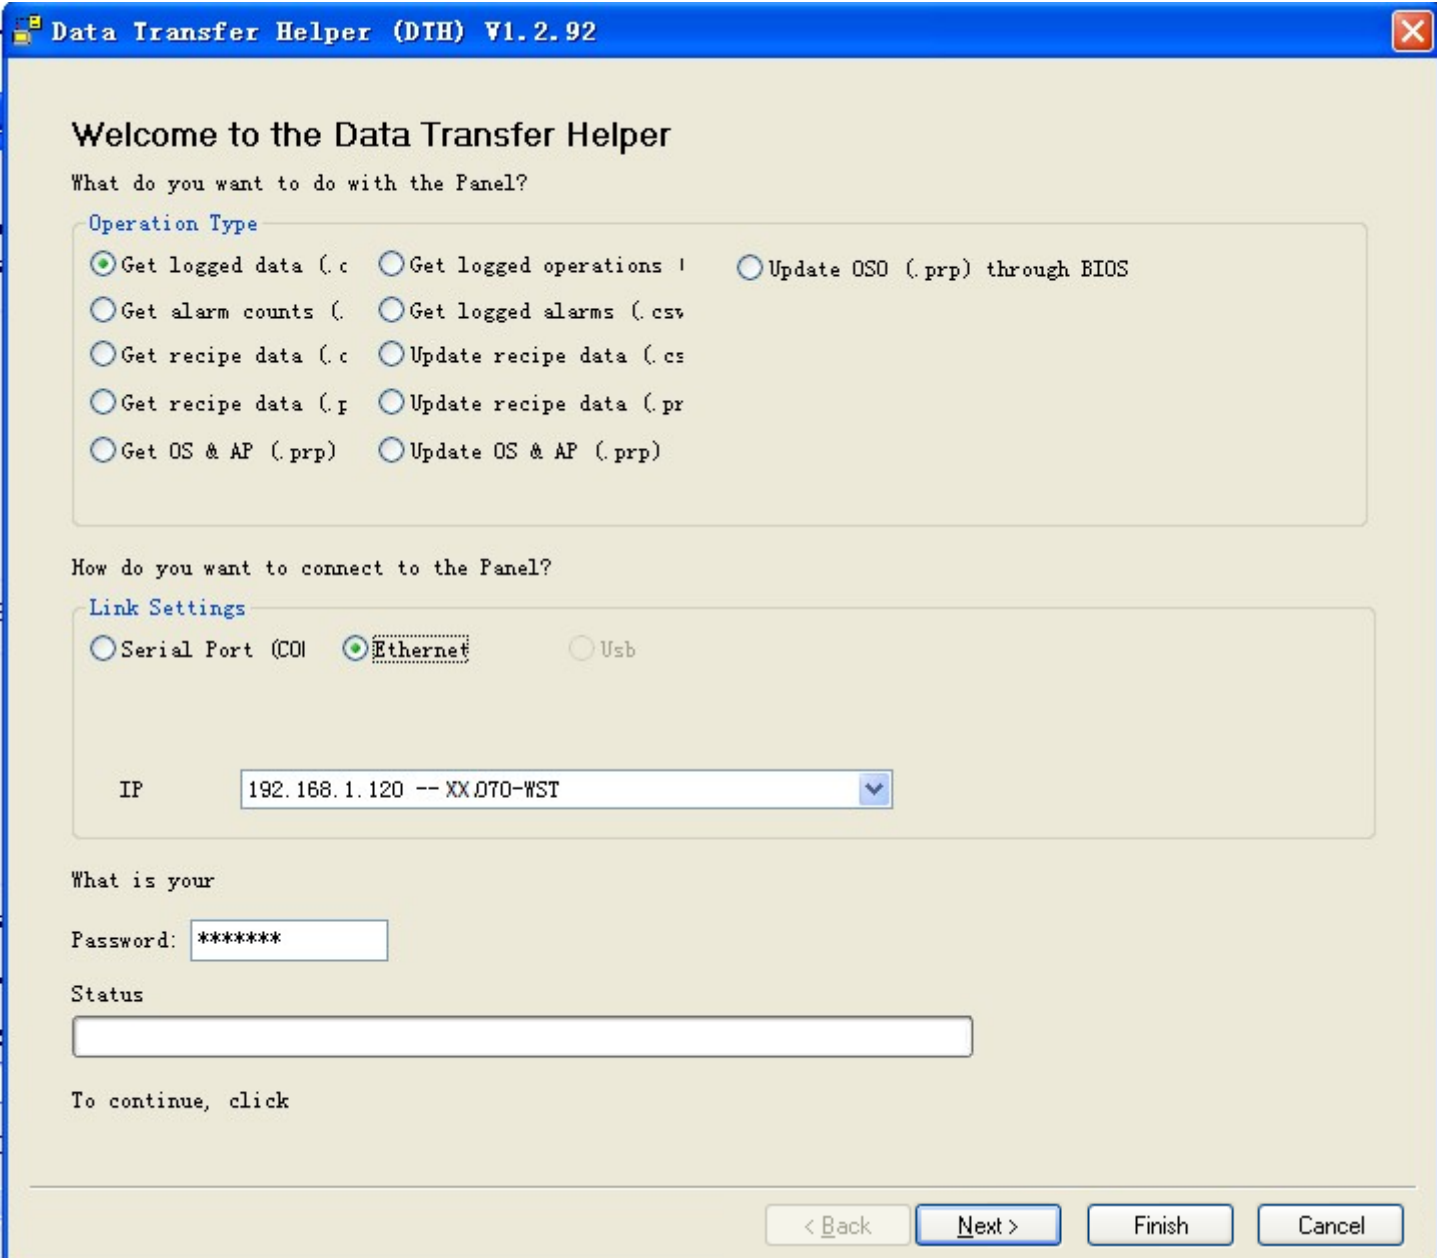 Data Transfer Helper (DTH) V1.2.92
Welcome to the Data Transfer Helper
What do you want to do with the Panel?
Operation Type
Get logged data (.c Get logged operations Update OSO (.prp) through BIOS
Get alarm counts (. Get logged alarms (.csv
Get recipe data (.c Update recipe data (.cs
Get recipe data (.p Update recipe data (.pr
Get OS & AP (.prp) Update OS & AP (.prp)
How do you want to connect to the Panel?
Link Settings
Serial Port (CO Ethernet Usb
IP 192.168.1.120 -- XX070-WST
What is your
Password: *******
Status
To continue, click
< Back Next > Finish Cancel